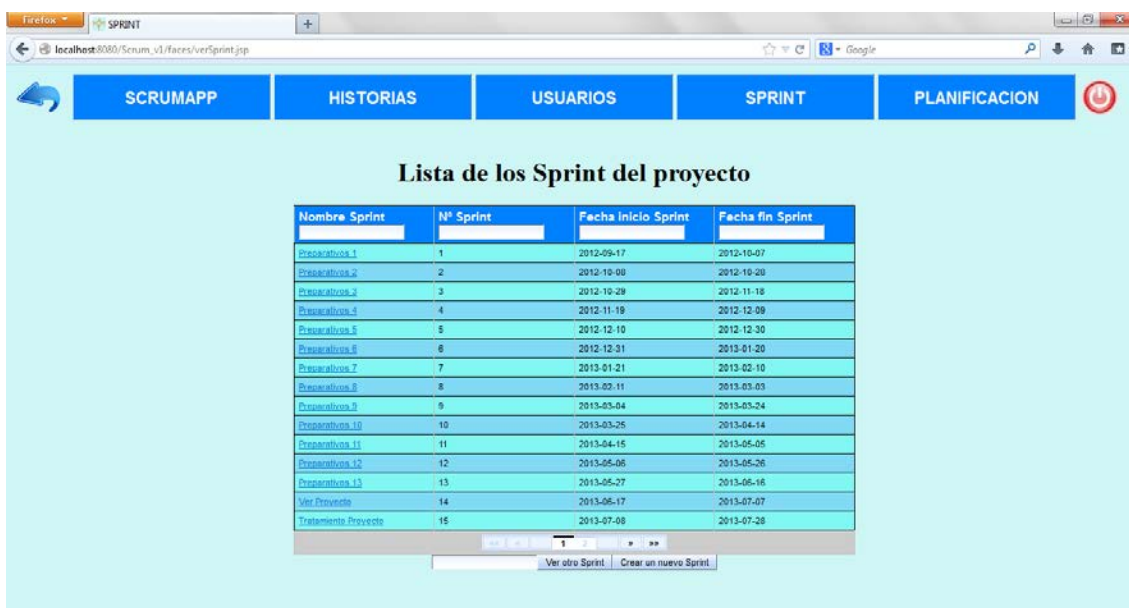 Firefox
SPRINT
localhost:8080/Scrum_v1/faces/verSprint.jsp
Google
SCRUMAPP HISTORIAS USUARIOS SPRINT PLANIFICACION
Lista de los Sprint del proyecto
Nombre Sprint Nº Sprint Fecha inicio Sprint Fecha fin Sprint
Preparativos 1 1 2012-09-17 2012-10-07
Preparativos 2 2 2012-10-08 2012-10-28
Preparativos 3 3 2012-10-29 2012-11-18
Preparativos 4 4 2012-11-19 2012-12-09
Preparativos 5 5 2012-12-10 2012-12-30
Preparativos 6 6 2012-12-31 2013-01-20
Preparativos 7 7 2013-01-21 2013-02-10
Preparativos 8 8 2013-02-11 2013-03-03
Preparativos 9 9 2013-03-04 2013-03-24
Preparativos 10 10 2013-03-25 2013-04-14
Preparativos 11 11 2013-04-15 2013-05-05
Preparativos 12 12 2013-05-06 2013-05-26
Preparativos 13 13 2013-05-27 2013-06-16
Ver Proyecto 14 2013-06-17 2013-07-07
Tratamiento Proyecto 15 2013-07-08 2013-07-28
«« « 1 2 » »»
Ver otro Sprint Crear un nuevo Sprint